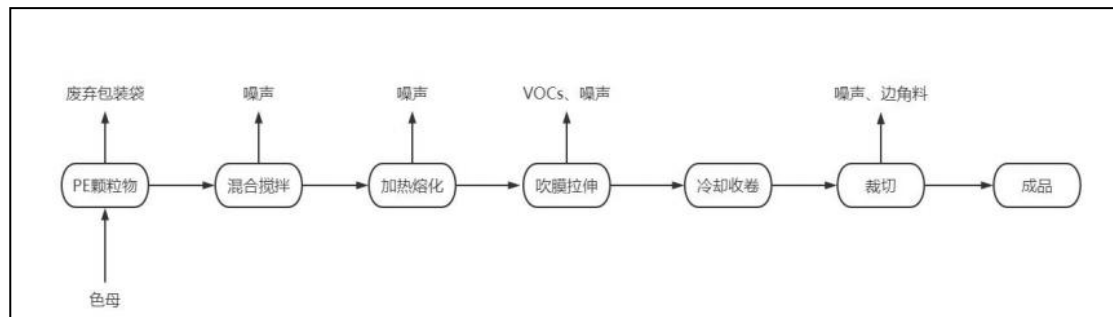 废弃包装袋
噪声
噪声
VOCs、噪声
噪声、边角料
PE颗粒物
混合搅拌
加热熔化
吹膜拉伸
冷却收卷
裁切
成品
色母